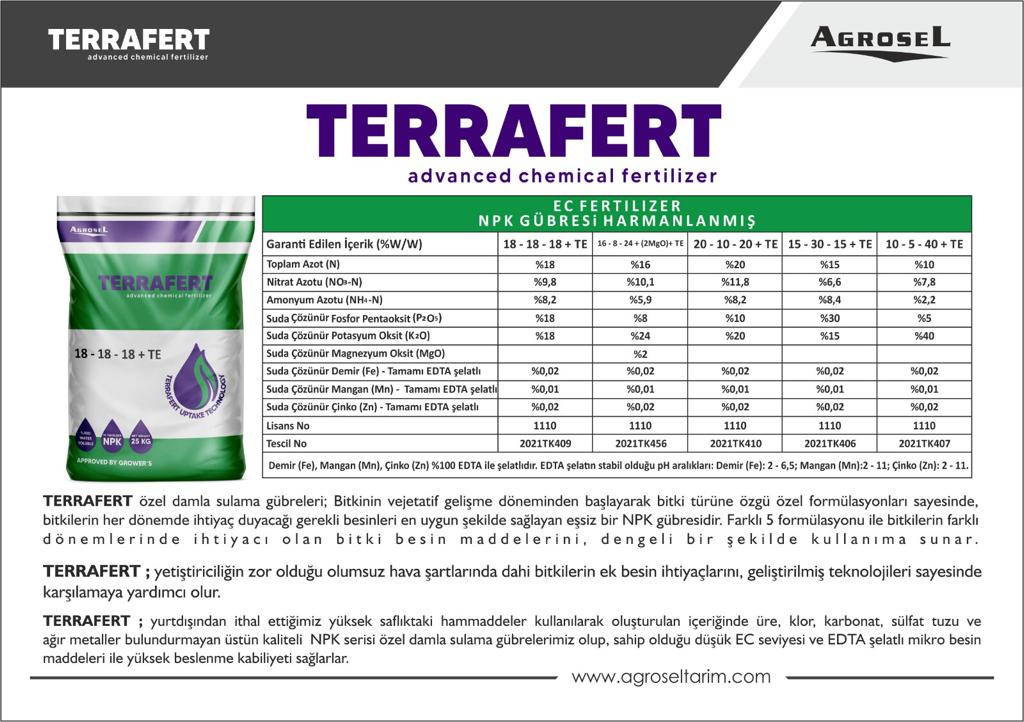 TERRAFERT
advanced chemical fertilizer
AGROSEL
TERRAFERT
advanced chemical fertilizer
AGROSEL
TERRAFERT
advanced chemical fertilizer
18 - 18 - 18 + TE
TERRAFERT UPTAKE TECHNOLOGY
%100 WATER SOLUBLE
NPK
NET WEIGHT 25 KG
APPROVED BY GROWER'S
EC FERTILIZER
NPK GÜBRESi HARMANLANMIŞ
Garanti Edilen İçerik (%W/W) 18 - 18 - 18 + TE 16 - 8 - 24 + (2MgO)+ TE 20 - 10 - 20 + TE 15 - 30 - 15 + TE 10 - 5 - 40 + TE
Toplam Azot (N) %18 %16 %20 %15 %10
Nitrat Azotu (NO3-N) %9,8 %10,1 %11,8 %6,6 %7,8
Amonyum Azotu (NH4-N) %8,2 %5,9 %8,2 %8,4 %2,2
Suda Çözünür Fosfor Pentaoksit (P2O5) %18 %8 %10 %30 %5
Suda Çözünür Potasyum Oksit (K2O) %18 %24 %20 %15 %40
Suda Çözünür Magnezyum Oksit (MgO) %2
Suda Çözünür Demir (Fe) - Tamamı EDTA şelatlı %0,02 %0,02 %0,02 %0,02 %0,02
Suda Çözünür Mangan (Mn) - Tamamı EDTA şelatlı %0,01 %0,01 %0,01 %0,01 %0,01
Suda Çözünür Çinko (Zn) - Tamamı EDTA şelatlı %0,02 %0,02 %0,02 %0,02 %0,02
Lisans No 1110 1110 1110 1110 1110
Tescil No 2021TK409 2021TK456 2021TK410 2021TK406 2021TK407
Demir (Fe), Mangan (Mn), Çinko (Zn) %100 EDTA ile şelatlıdır. EDTA şelatın stabil olduğu pH aralıkları: Demir (Fe): 2 - 6,5; Mangan (Mn):2 - 11; Çinko (Zn): 2 - 11.
TERRAFERT özel damla sulama gübreleri; Bitkinin vejetatif gelişme döneminden başlayarak bitki türüne özgü özel formülasyonları sayesinde,
bitkilerin her dönemde ihtiyaç duyacağı gerekli besinleri en uygun şekilde sağlayan eşsiz bir NPK gübresidir. Farklı 5 formülasyonu ile bitkilerin farklı
dönemlerinde ihtiyacı olan bitki besin maddelerini, dengeli bir şekilde kullanıma sunar.
TERRAFERT ; yetiştiriciliğin zor olduğu olumsuz hava şartlarında dahi bitkilerin ek besin ihtiyaçlarını, geliştirilmiş teknolojileri sayesinde
karşılamaya yardımcı olur.
TERRAFERT ; yurtdışından ithal ettiğimiz yüksek saflıktaki hammaddeler kullanılarak oluşturulan içeriğinde üre, klor, karbonat, sülfat tuzu ve
ağır metaller bulundurmayan üstün kaliteli NPK serisi özel damla sulama gübrelerimiz olup, sahip olduğu düşük EC seviyesi ve EDTA şelatlı mikro besin
maddeleri ile yüksek beslenme kabiliyeti sağlarlar.
www.agroseltarim.com